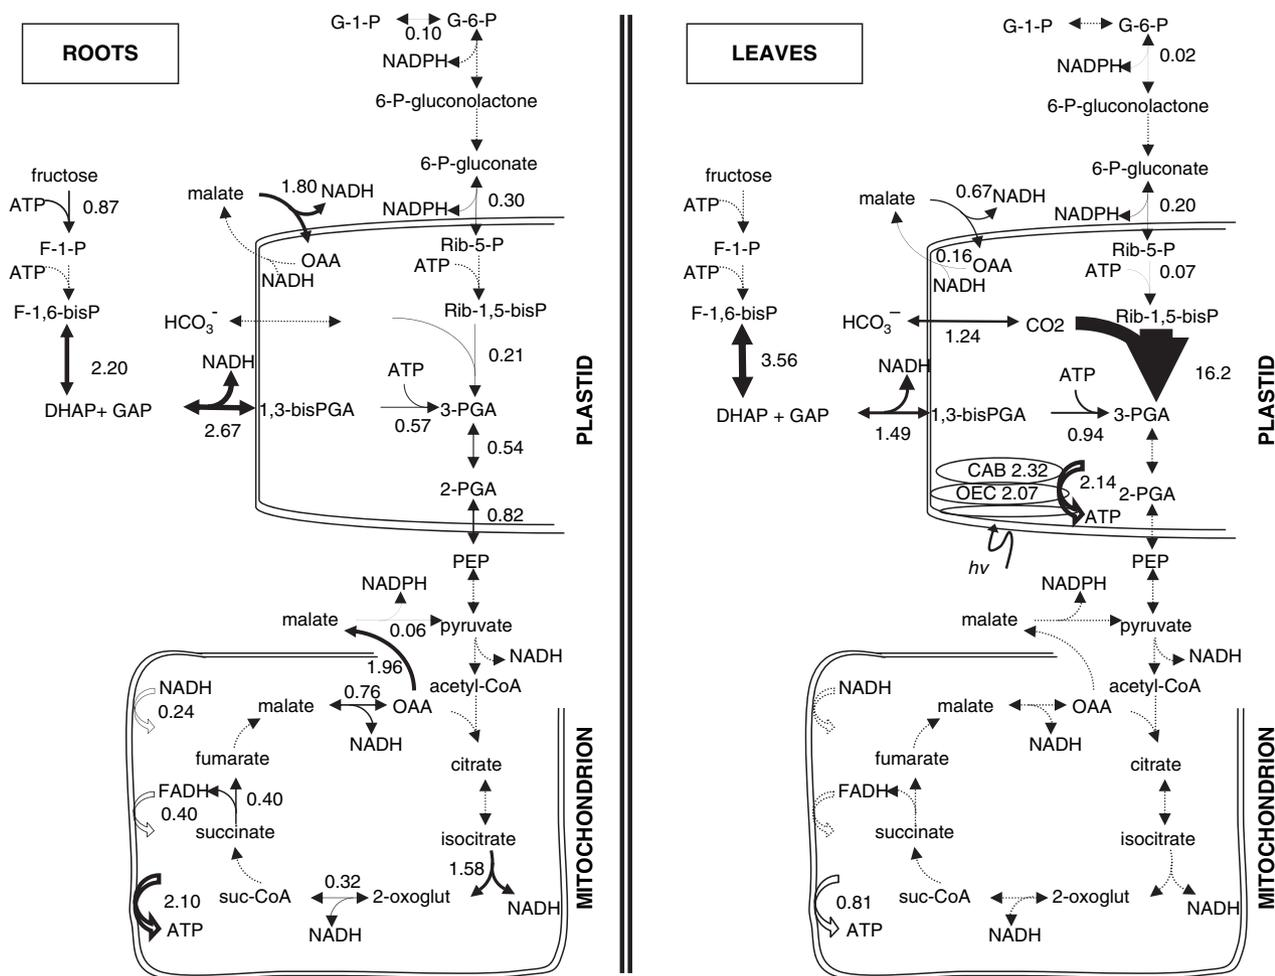 ROOTS
G-1-P
G-6-P
0.10
NADPH
6-P-gluconolactone
6-P-gluconate
fructose
ATP
0.87
malate
1.80
NADH
NADPH
0.30
F-1-P
ATP
OAA
NADH
Rib-5-P
ATP
F-1,6-bisP
HCO3−
Rib-1,5-bisP
2.20
NADH
0.21
ATP
DHAP+ GAP
1,3-bisPGA
3-PGA
2.67
0.57
0.54
2-PGA
0.82
PLASTID
PEP
NADPH
malate
0.06
pyruvate
1.96
NADH
acetyl-CoA
NADH
0.24
malate
0.76
OAA
NADH
fumarate
citrate
FADH
0.40
0.40
succinate
isocitrate
1.58
suc-CoA
0.32
2-oxoglut
2.10
ATP
NADH
NADH
MITOCHONDRION
LEAVES
G-1-P
G-6-P
0.02
NADPH
6-P-gluconolactone
6-P-gluconate
fructose
ATP
malate
0.67
NADH
NADPH
0.20
F-1-P
ATP
0.16
OAA
NADH
Rib-5-P
ATP
0.07
F-1,6-bisP
HCO3−
CO2
Rib-1,5-bisP
1.24
3.56
NADH
16.2
ATP
DHAP + GAP
1,3-bisPGA
3-PGA
1.49
0.94
CAB 2.32
OEC 2.07
2.14
2-PGA
ATP
hv
PLASTID
PEP
NADPH
malate
pyruvate
NADH
acetyl-CoA
NADH
malate
OAA
NADH
fumarate
citrate
FADH
succinate
isocitrate
suc-CoA
2-oxoglut
0.81
ATP
NADH
NADH
MITOCHONDRION